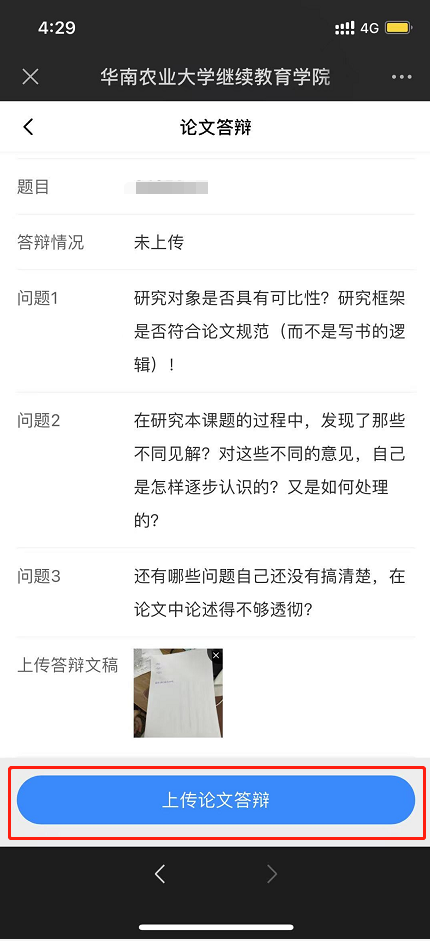 4:29
4G
华南农业大学继续教育学院
论文答辩
题目
答辩情况 未上传
问题1 研究对象是否具有可比性？研究框架
是否符合论文规范（而不是写书的逻
辑）！
问题2 在研究本课题的过程中，发现了那些
不同见解？对这些不同的意见，自己
是怎样逐步认识的？又是如何处理
的？
问题3 还有哪些问题自己还没有搞清楚，在
论文中论述得不够透彻？
上传答辩文稿
上传论文答辩